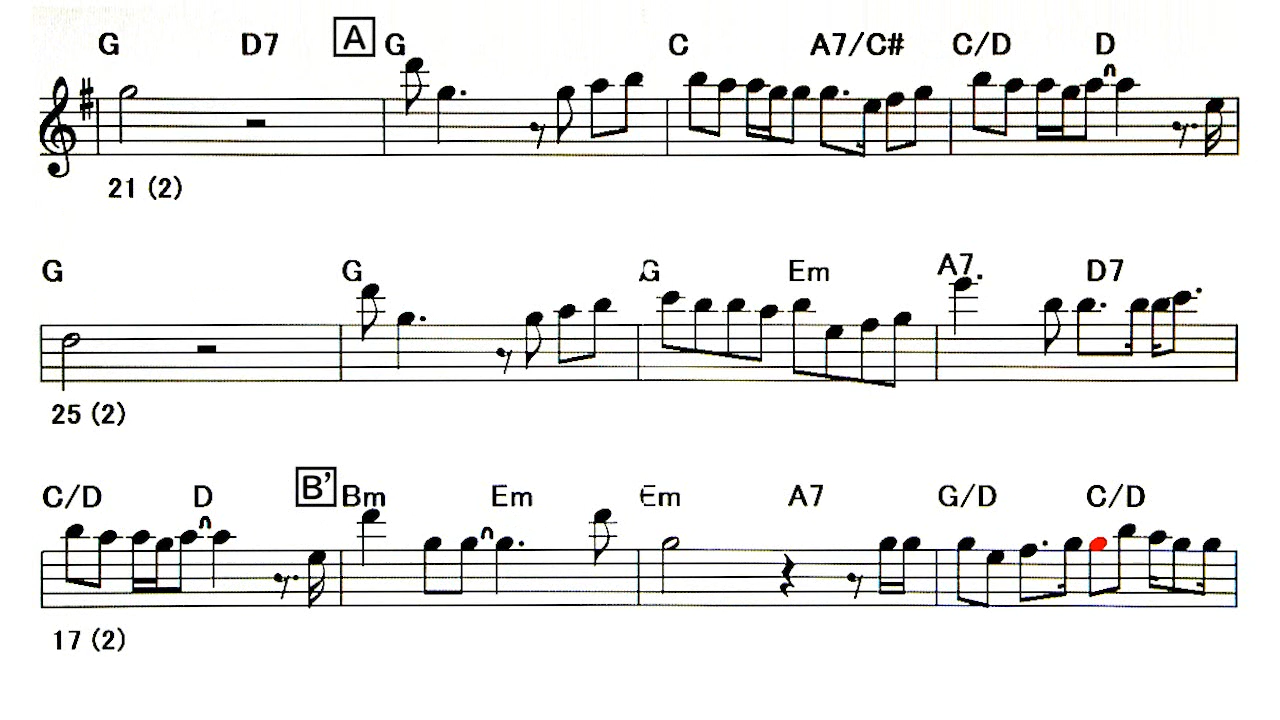 G D7 A G C A7/C# C/D D
21 (2)
G G G Em A7. D7
25 (2)
C/D D B' Bm Em Em A7 G/D C/D
17 (2)